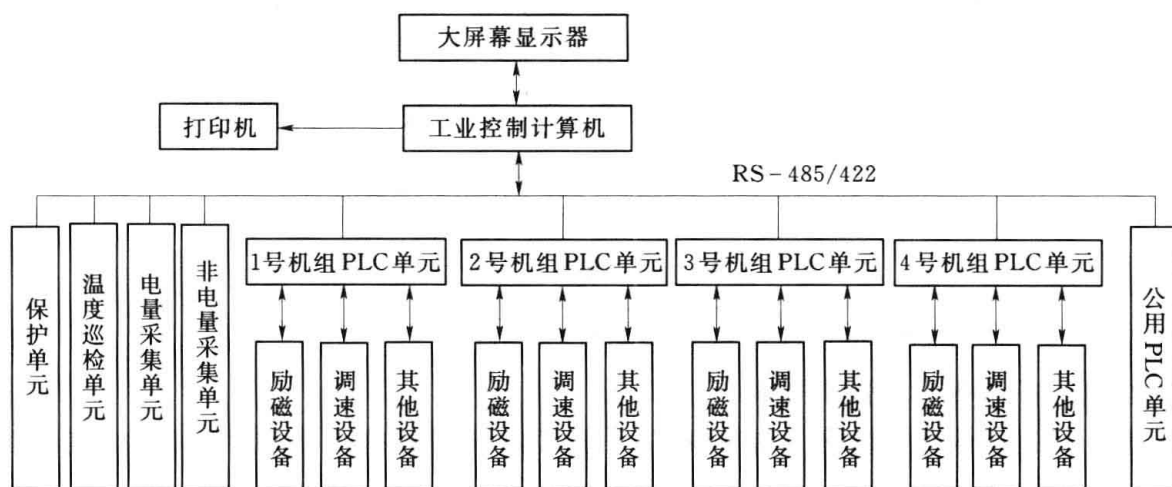 大屏幕显示器
打印机
工业控制计算机
RS-485/422
保护单元
温度巡检单元
电量采集单元
非电量采集单元
1号机组PLC单元
2号机组PLC单元
3号机组PLC单元
4号机组PLC单元
公用PLC单元
励磁设备
调速设备
其他设备
励磁设备
调速设备
其他设备
励磁设备
调速设备
其他设备
励磁设备
调速设备
其他设备